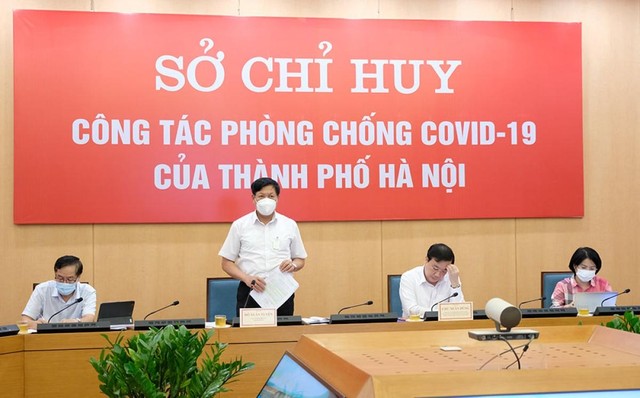 SỞ CHỈ HUY
CÔNG TÁC PHÒNG CHỐNG COVID-19
CỦA THÀNH PHỐ HÀ NỘI